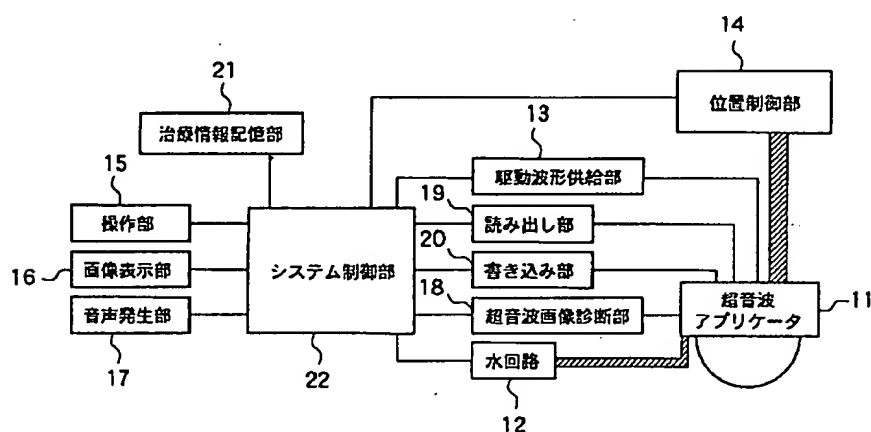 14
位置制御部
21
治療情報記憶部
13
駆動波形供給部
15
操作部
19
読み出し部
20
書き込み部
16
画像表示部
システム制御部
18
超音波画像診断部
超音波
アプリケータ
11
音声発生部
17
22
水回路
12